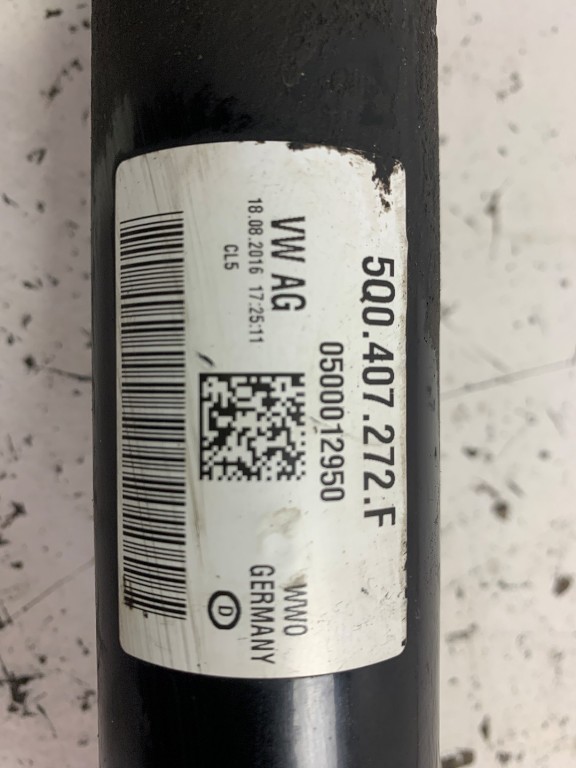 5Q0.407.272.F
0500012950
VW AG
18.08.2016 17:25:11
CL5
WWO
GERMANY
D